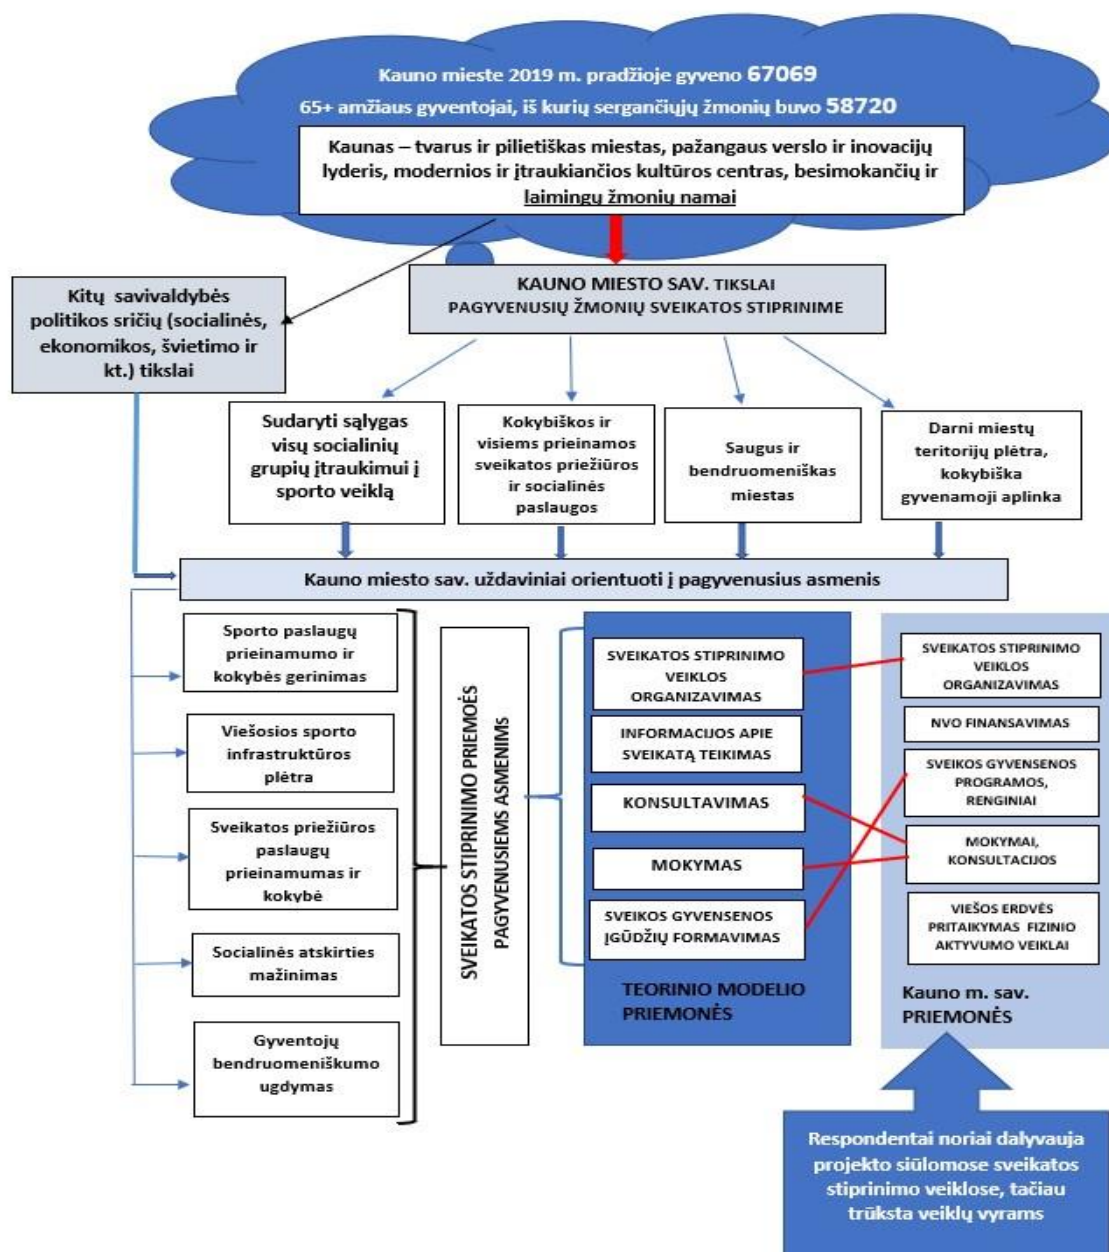 Kauno mieste 2019 m. pradžioje gyveno 67069
65+ amžiaus gyventojai, iš kurių sergančiųjų žmonių buvo 58720
Kaunas – tvarus ir pilietiškas miestas, pažangaus verslo ir inovacijų
lyderis, modernios ir įtraukiančios kultūros centras, besimokančių ir
laimingų žmonių namai
KAUNO MIESTO SAV. TIKSLAI
PAGYVENUSIŲ ŽMONIŲ SVEIKATOS STIPRINIME
Kitų savivaldybės
politikos sričių (socialinės,
ekonomikos, švietimo ir
kt.) tikslai
Sudaryti sąlygas
visų socialinių
grupių įtraukimui į
sporto veiklą
Kokybiškos ir
visiems prieinamos
sveikatos priežiūros
ir socialinės
paslaugos
Saugus ir
bendruomeniškas
miestas
Darni miestų
teritorijų plėtra,
kokybiška
gyvenamoji aplinka
Kauno miesto sav. uždaviniai orientuoti į pagyvenusius asmenis
Sporto paslaugų
prieinamumo ir
kokybės gerinimas
Viešosios sporto
infrastruktūros
plėtra
Sveikatos priežiūros
paslaugų
prieinamumas ir
kokybė
Socialinės atskirties
mažinimas
Gyventojų
bendruomeniškumo
ugdymas
SVEIKATOS STIPRINIMO PRIEMOĖS
PAGYVENUSIEMS ASMENIMS
SVEIKATOS STIPRINIMO
VEIKLOS
ORGANIZAVIMAS
INFORMACIJOS APIE
SVEIKATĄ TEIKIMAS
KONSULTAVIMAS
MOKYMAS
SVEIKOS GYVENSENOS
ĮGŪDŽIŲ FORMAVIMAS
TEORINIO MODELIO
PRIEMONĖS
SVEIKATOS STIPRINIMO
VEIKLOS
ORGANIZAVIMAS
NVO FINANSAVIMAS
SVEIKOS GYVENSENOS
PROGRAMOS,
RENGINIAI
MOKYMAI,
KONSULTACIJOS
VIEŠOS ERDVĖS
PRITAIKYMAS FIZINIO
AKTYVUMO VEIKLAI
Kauno m. sav.
PRIEMONĖS
Respondentai noriai dalyvauja
projekto siūlomose sveikatos
stiprinimo veiklose, tačiau
trūksta veiklų vyrams